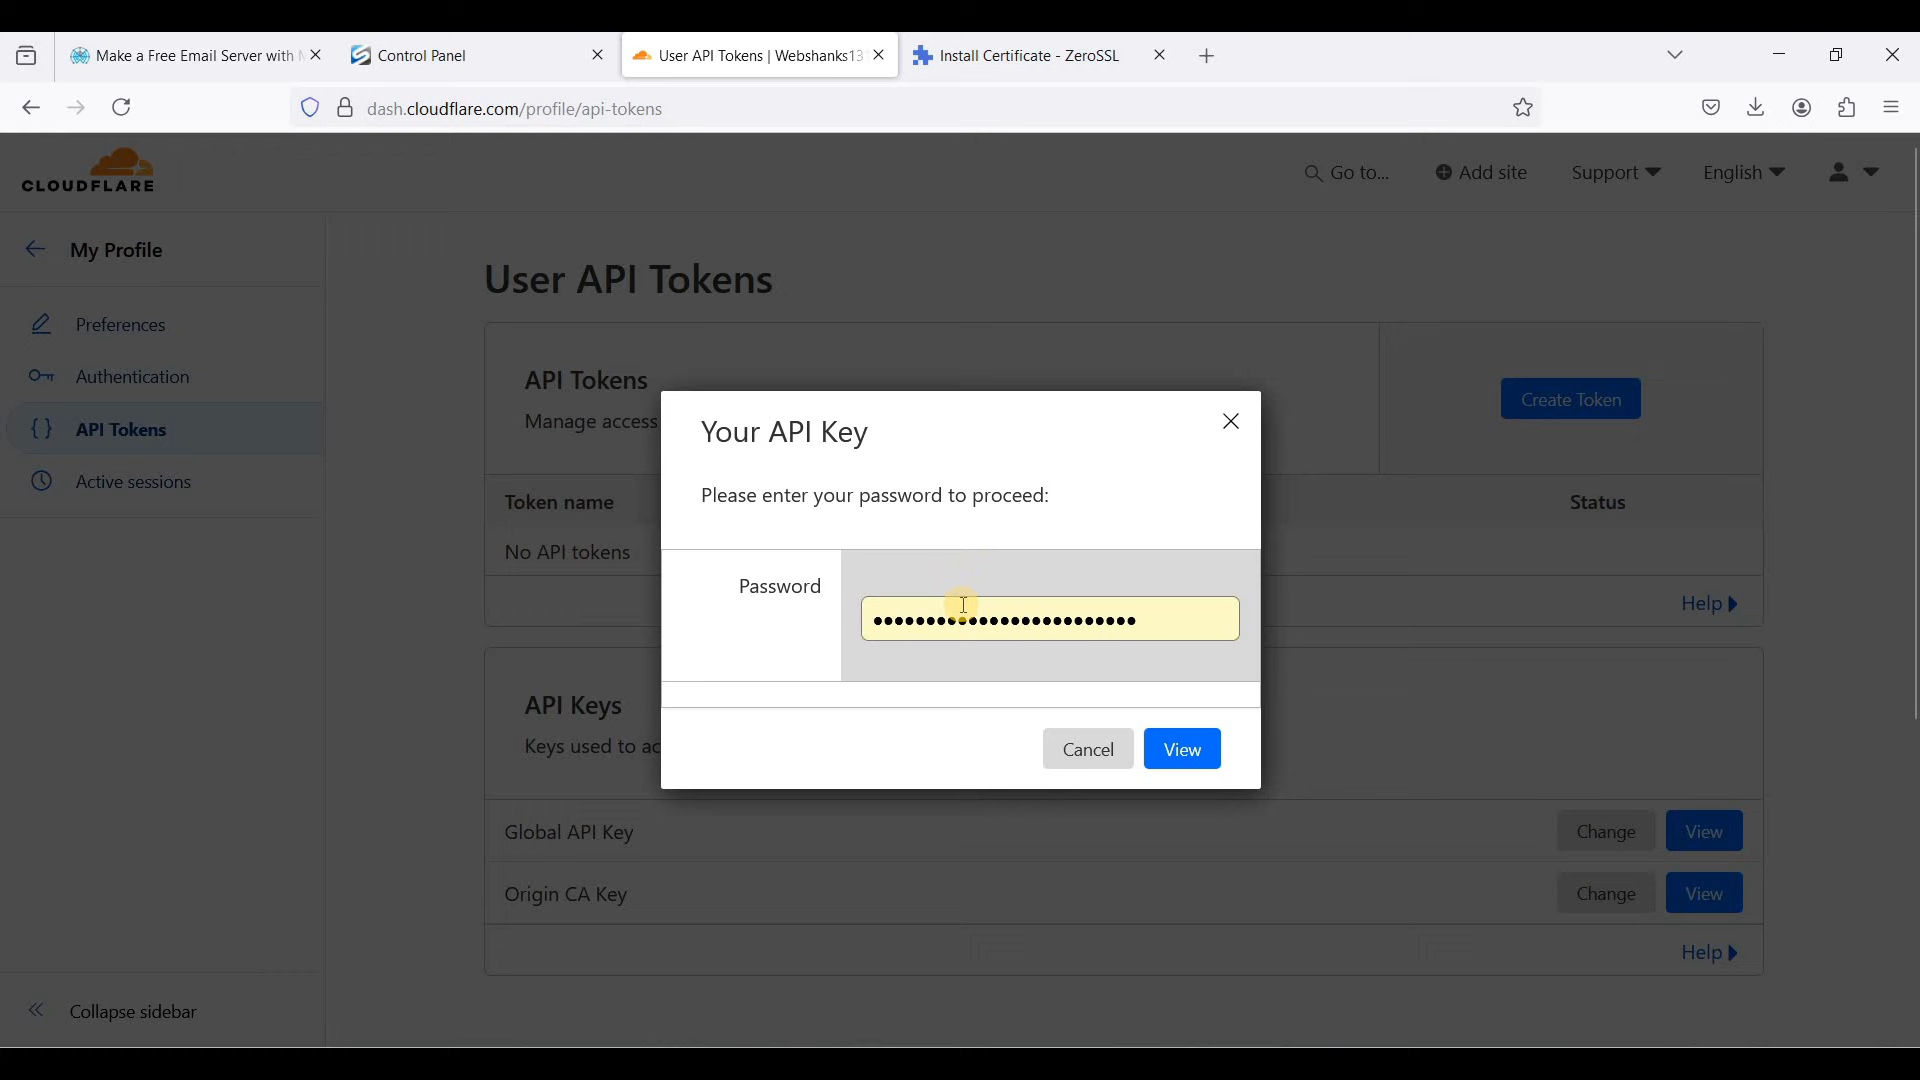 Make a Free Email Server with
Control Panel
User API Tokens | Webshanks13
Install Certificate - ZeroSSL
dash.cloudflare.com/profile/api-tokens
CLOUDFLARE
Go to...
Add site
Support
English
My Profile
Preferences
Authentication
API Tokens
Active sessions
Collapse sidebar
User API Tokens
API Tokens
Manage access
Create Token
Token name
Status
No API tokens
Help
API Keys
Keys used to ac
Global API Key
Change
View
Origin CA Key
Change
View
Help
Your API Key
Please enter your password to proceed:
Password
Cancel
View